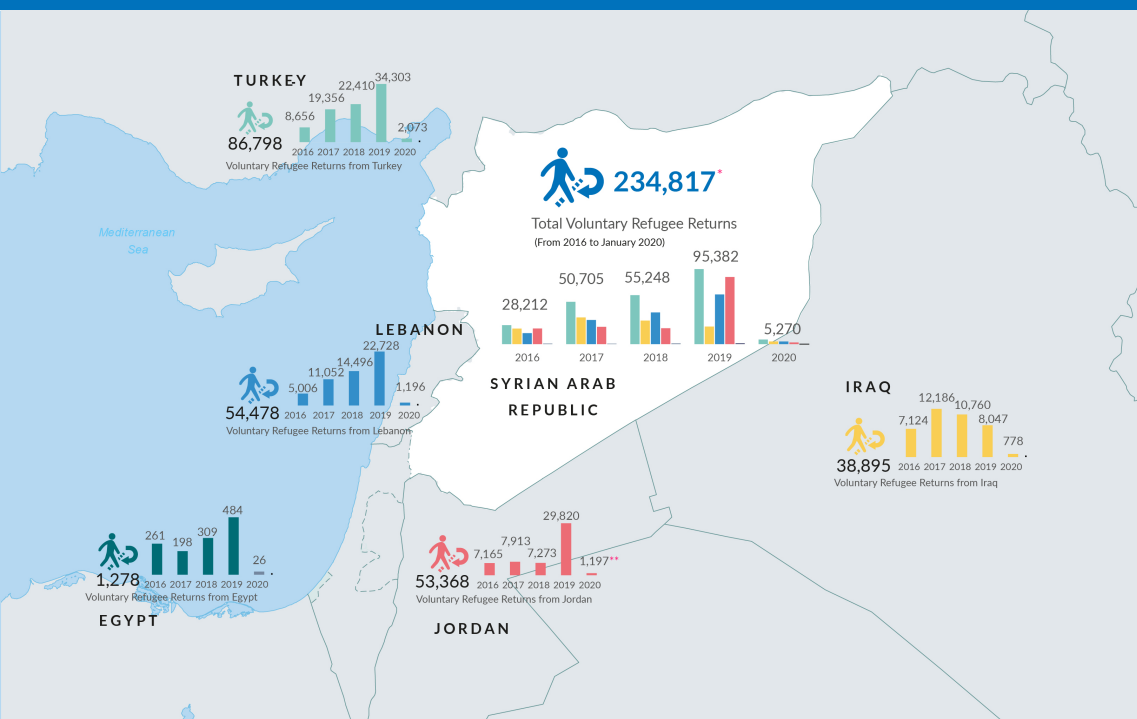 TURKEY
34,303
22,410
19,356
8,656
2,073
86,798
2016 2017 2018 2019 2020
Voluntary Refugee Returns from Turkey
234,817*
Total Voluntary Refugee Returns
(From 2016 to January 2020)
95,382
50,705
55,248
28,212
5,270
2016 2017 2018 2019 2020
SYRIAN ARAB
REPUBLIC
Mediterranean
Sea
LEBANON
22,728
14,496
11,052
5,006
1,196
54,478
2016 2017 2018 2019 2020
Voluntary Refugee Returns from Lebanon
IRAQ
12,186
10,760
7,124
8,047
778
38,895
2016 2017 2018 2019 2020
Voluntary Refugee Returns from Iraq
484
261
198
309
26
1,278
2016 2017 2018 2019 2020
Voluntary Refugee Returns from Egypt
EGYPT
29,820
7,165
7,913
7,273
1,197**
53,368
2016 2017 2018 2019 2020
Voluntary Refugee Returns from Jordan
JORDAN